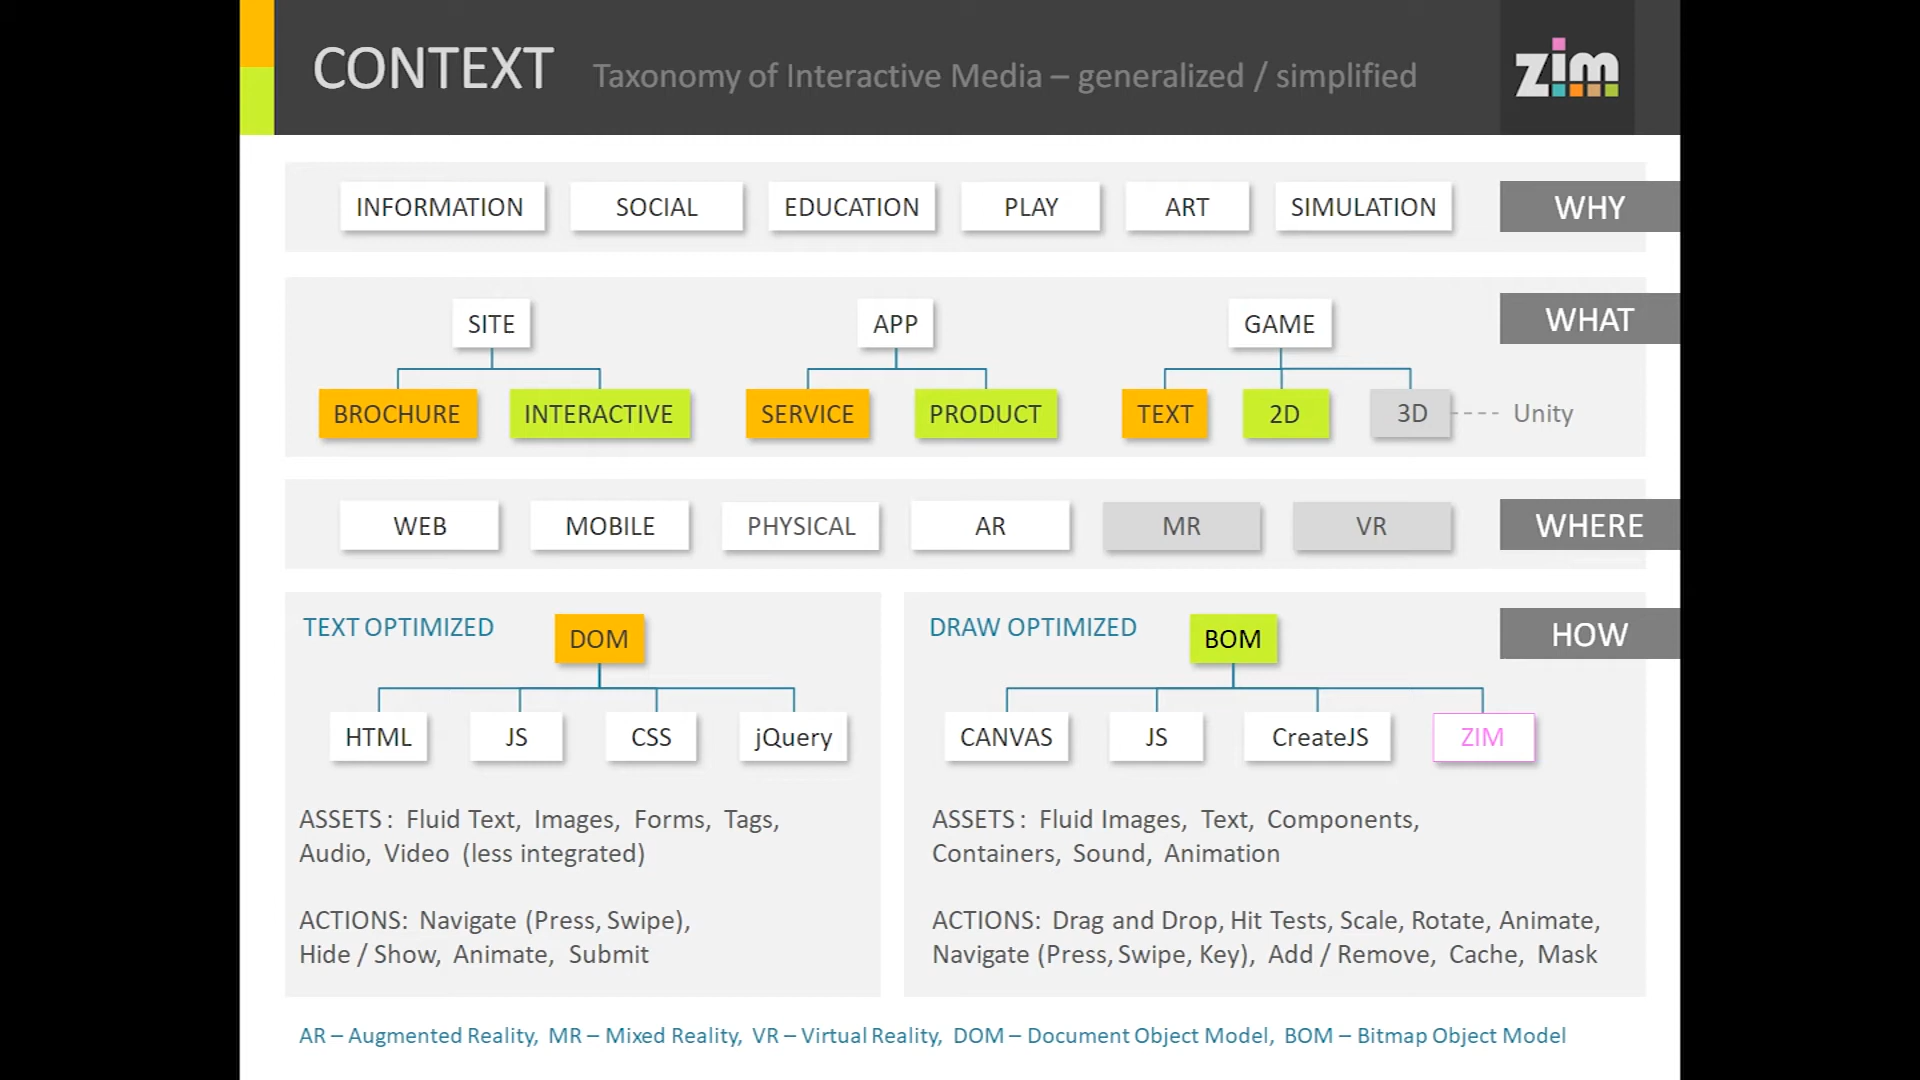 CONTEXT Taxonomy of Interactive Media – generalized / simplified
zim
INFORMATION SOCIAL EDUCATION PLAY ART SIMULATION WHY
WHAT
SITE APP GAME
BROCHURE INTERACTIVE SERVICE PRODUCT TEXT 2D 3D Unity
WEB MOBILE PHYSICAL AR MR VR WHERE
TEXT OPTIMIZED DOM
HTML JS CSS jQuery
ASSETS : Fluid Text, Images, Forms, Tags,
Audio, Video (less integrated)
ACTIONS: Navigate (Press, Swipe),
Hide / Show, Animate, Submit
DRAW OPTIMIZED BOM HOW
CANVAS JS CreateJS ZIM
ASSETS : Fluid Images, Text, Components,
Containers, Sound, Animation
ACTIONS: Drag and Drop, Hit Tests, Scale, Rotate, Animate,
Navigate (Press, Swipe, Key), Add / Remove, Cache, Mask
AR – Augmented Reality, MR – Mixed Reality, VR – Virtual Reality, DOM – Document Object Model, BOM – Bitmap Object Model